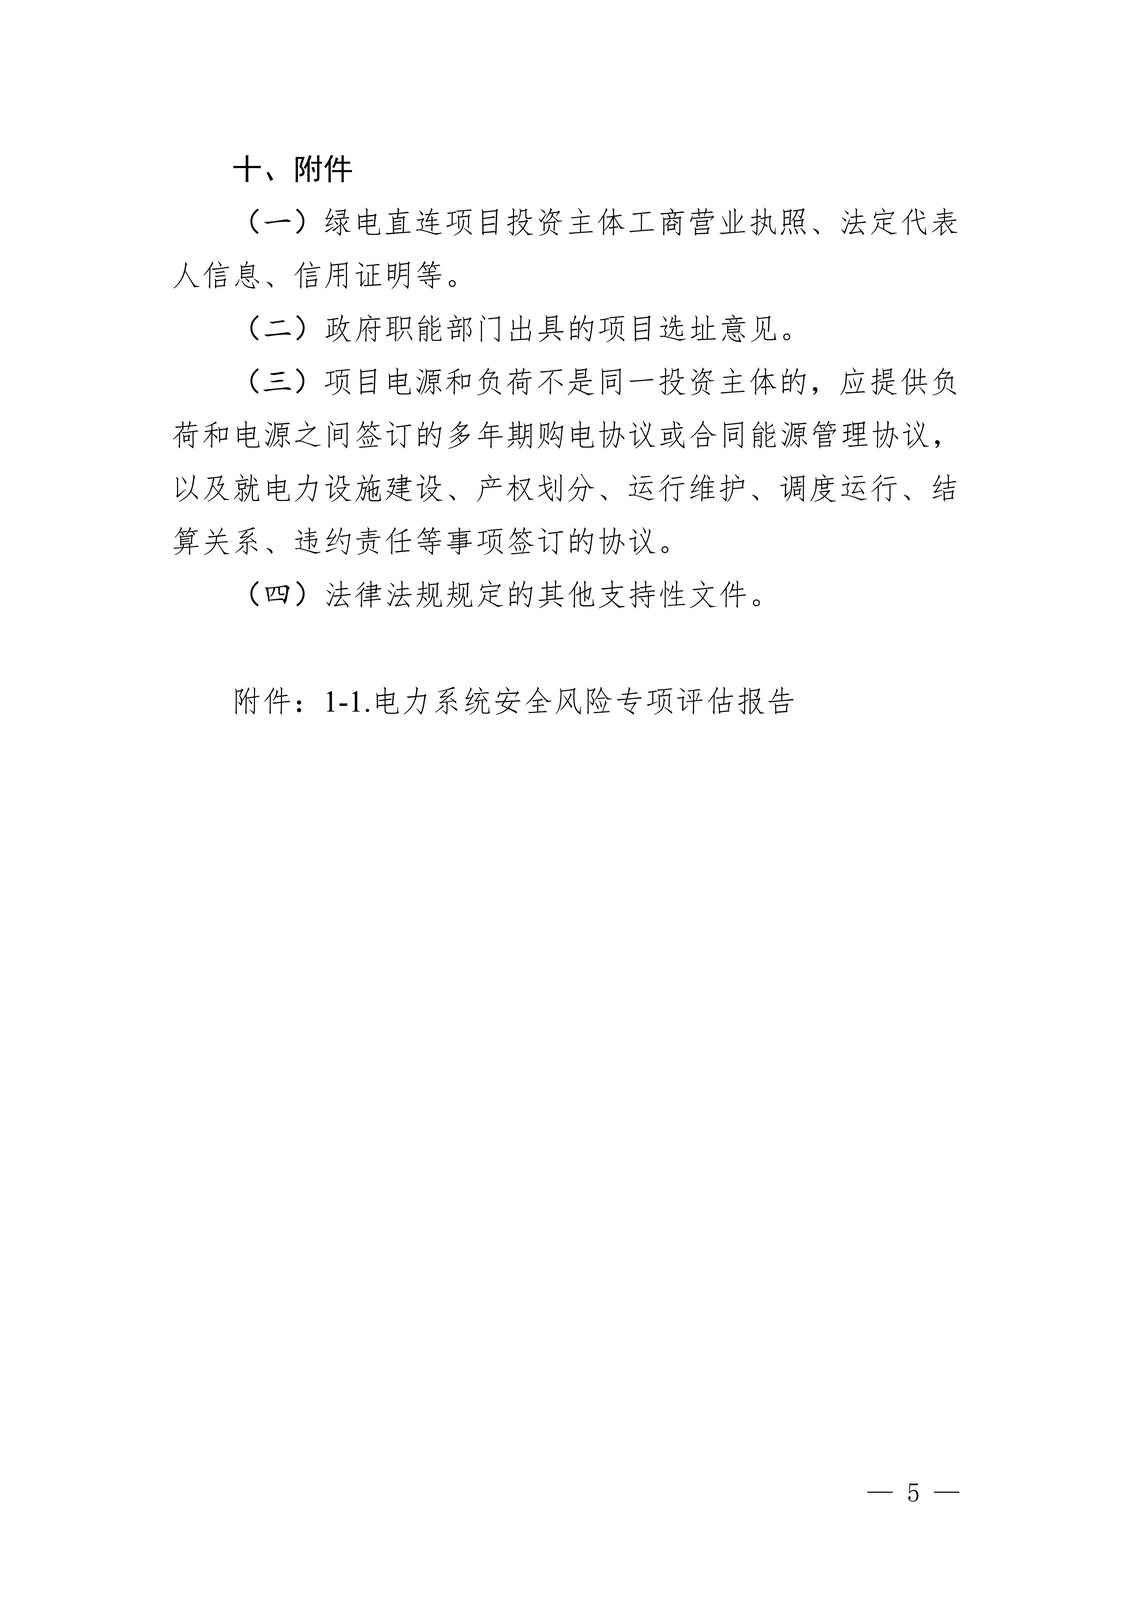 十、附件
（一）绿电直连项目投资主体工商营业执照、法定代表
人信息、信用证明等。
（二）政府职能部门出具的项目选址意见。
（三）项目电源和负荷不是同一投资主体的，应提供负
荷和电源之间签订的多年期购电协议或合同能源管理协议，
以及就电力设施建设、产权划分、运行维护、调度运行、结
算关系、违约责任等事项签订的协议。
（四）法律法规规定的其他支持性文件。
附件：1-1.电力系统安全风险专项评估报告
— 5 —